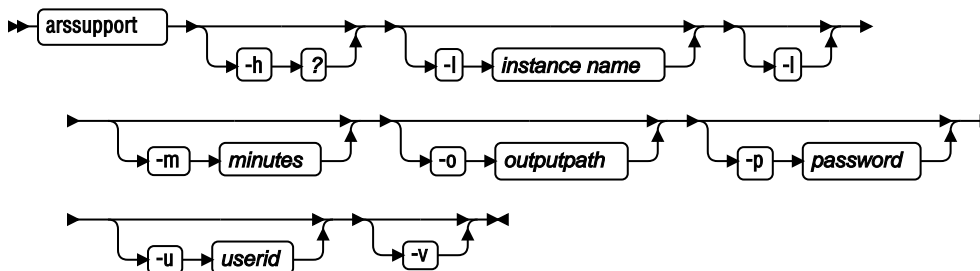 arssupport -h ? -I instance name -l
-m minutes -o outputpath -p password
-u userid -v